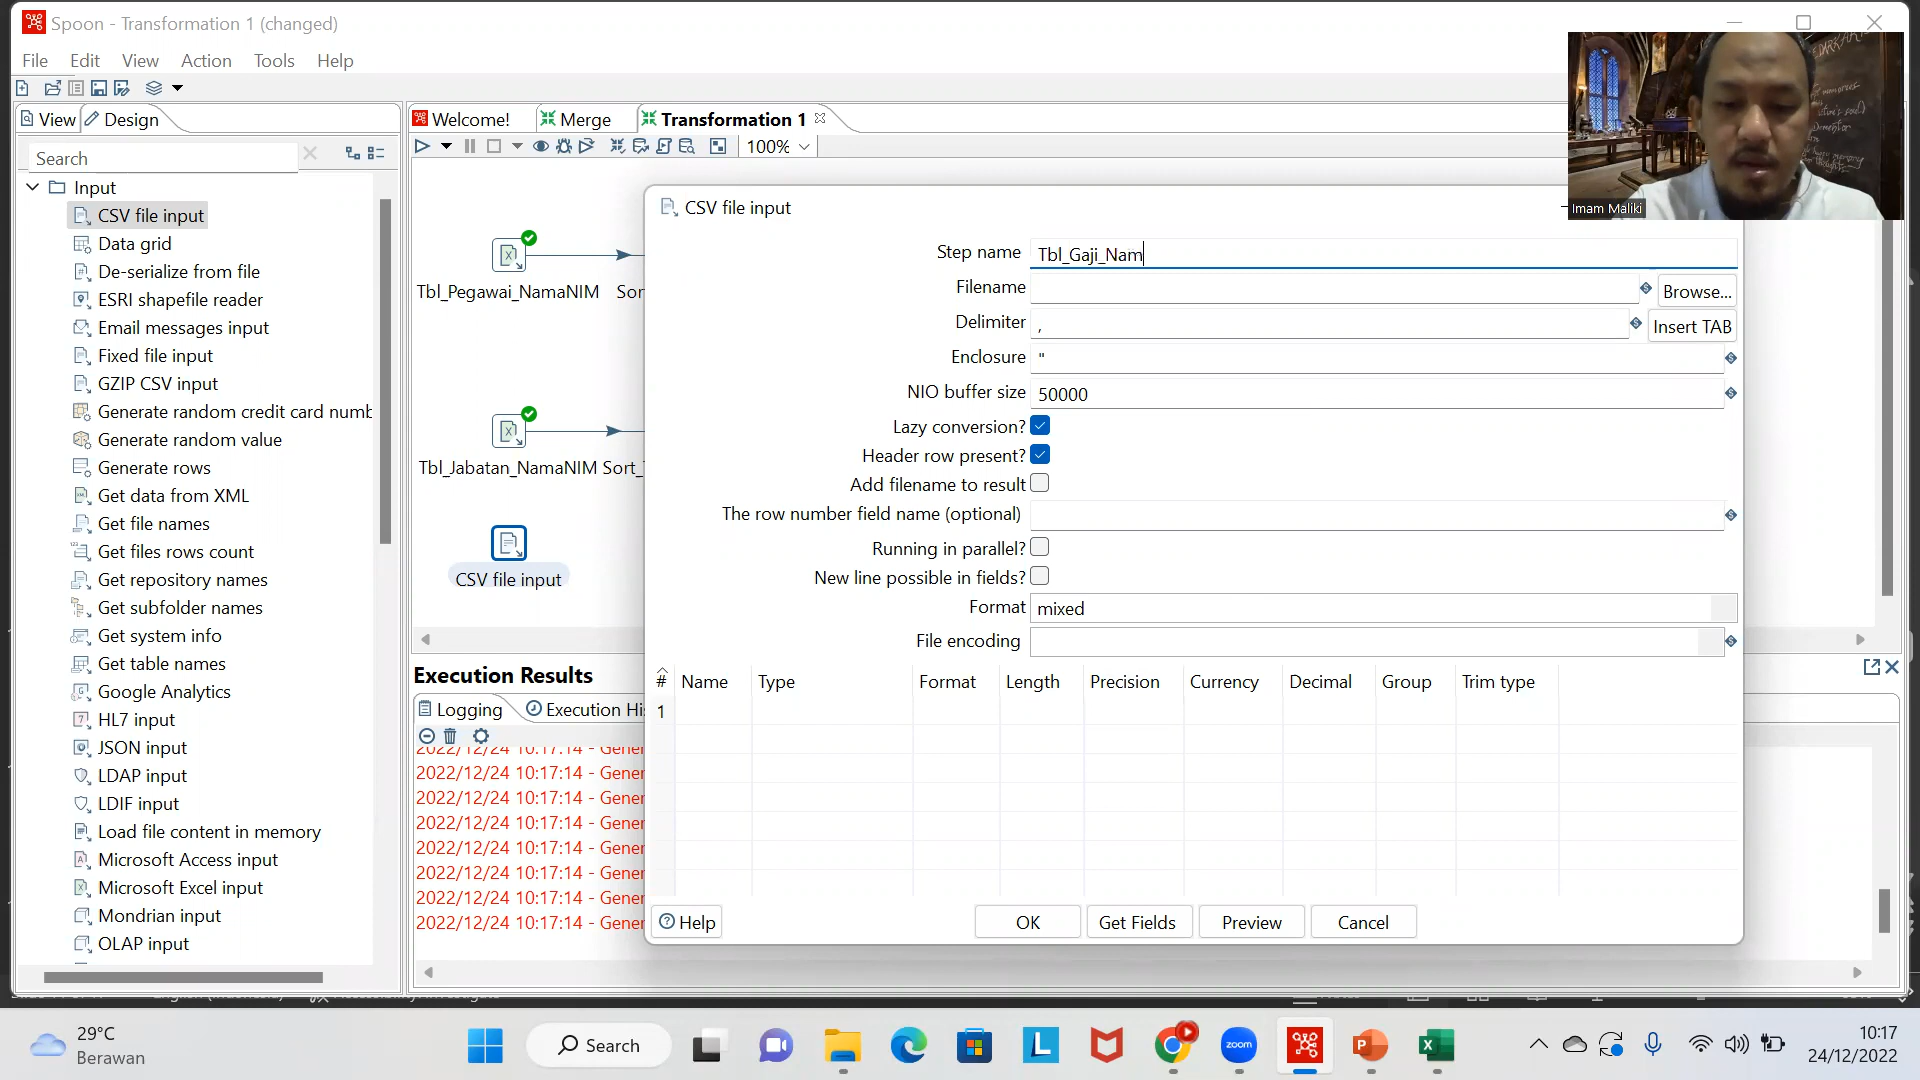 Spoon - Transformation 1 (changed)
File Edit View Action Tools Help
View Design
Search
Input
CSV file input
Data grid
De-serialize from file
ESRI shapefile reader
Email messages input
Fixed file input
GZIP CSV input
Generate random credit card numb
Generate random value
Generate rows
Get data from XML
Get file names
Get files rows count
Get repository names
Get subfolder names
Get system info
Get table names
Google Analytics
HL7 input
JSON input
LDAP input
LDIF input
Load file content in memory
Microsoft Access input
Microsoft Excel input
Mondrian input
OLAP input
Welcome! Merge Transformation 1
100%
Tbl_Pegawai_NamaNIM Sor
Tbl_Jabatan_NamaNIM Sort_
CSV file input
Execution Results
Logging Execution His
2022/12/24 10:17:14 - Gener
2022/12/24 10:17:14 - Gener
2022/12/24 10:17:14 - Gener
2022/12/24 10:17:14 - Gener
2022/12/24 10:17:14 - Gener
2022/12/24 10:17:14 - Gener
2022/12/24 10:17:14 - Gener
2022/12/24 10:17:14 - Gener
CSV file input
Step name Tbl_Gaji_Nam
Filename Browse...
Delimiter , Insert TAB
Enclosure "
NIO buffer size 50000
Lazy conversion?
Header row present?
Add filename to result
The row number field name (optional)
Running in parallel?
New line possible in fields?
Format mixed
File encoding
# Name Type Format Length Precision Currency Decimal Group Trim type
1
Help OK Get Fields Preview Cancel
Imam Maliki
29°C
Berawan
Search
zoom
10:17
24/12/2022